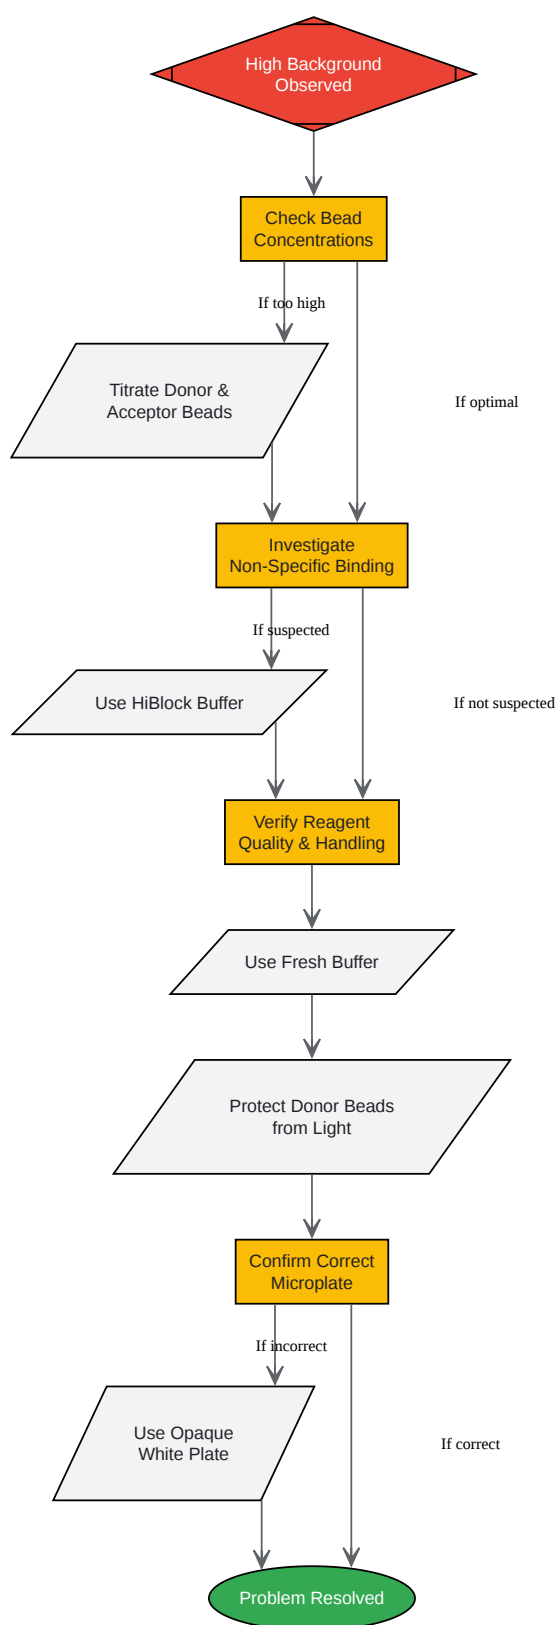 High Background
Observed
Check Bead
Concentrations
If too high
Titrate Donor &
Acceptor Beads
If optimal
Investigate
Non-Specific Binding
If suspected
Use HiBlock Buffer
If not suspected
Verify Reagent
Quality & Handling
Use Fresh Buffer
Protect Donor Beads
from Light
Confirm Correct
Microplate
If incorrect
Use Opaque
White Plate
If correct
Problem Resolved